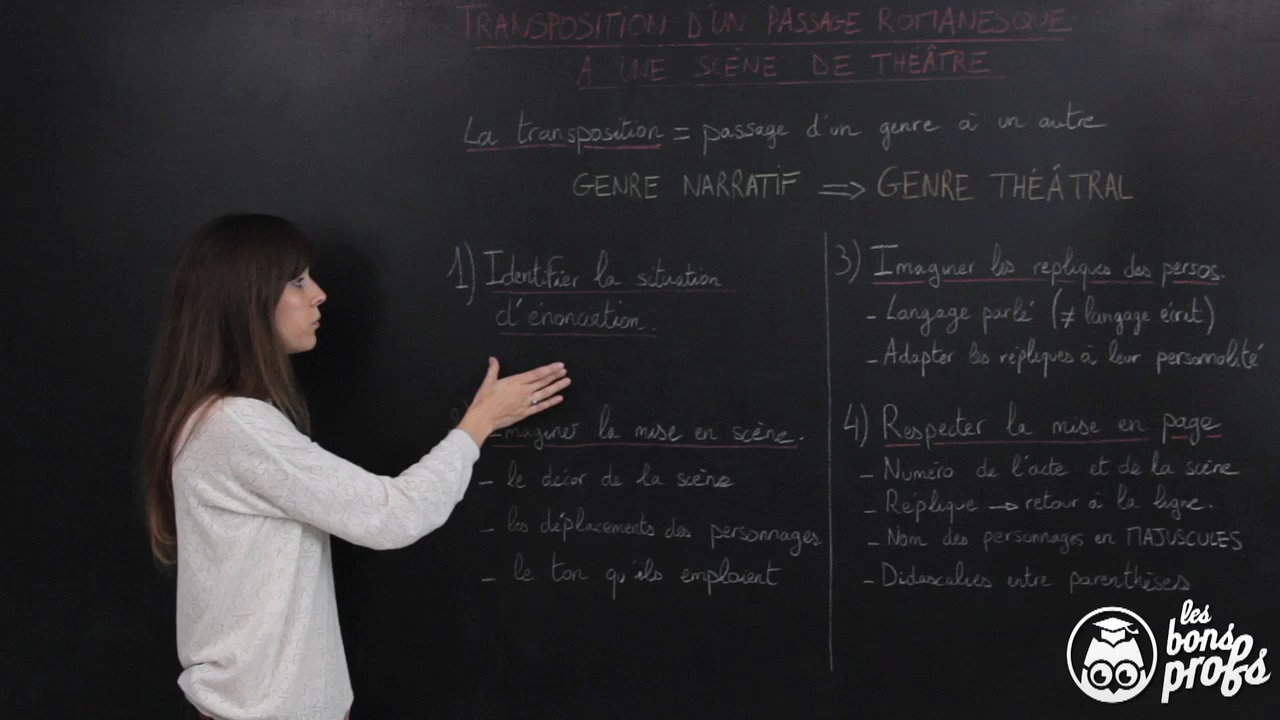 TRANSPOSITION D'UN PASSAGE ROMANESQUE
A UNE SCÈNE DE THÉÂTRE
La transposition = passage d'un genre à un autre
GENRE NARRATIF => GENRE THÉÂTRAL
1) Identifier la situation
d'énonciation.
maginer la mise en scène.
- le décor de la scène
- les déplacements des personnages
- le ton qu'ils emploient
3) Imaginer les répliques des persos.
- Langage parlé (≠ langage écrit)
- Adapter les répliques à leur personnalité
4) Respecter la mise en page
- Numéro de l'acte et de la scène
- Réplique → retour à la ligne.
- Nom des personnages en MAJUSCULES
- Didascalies entre parenthèses
les bons profs